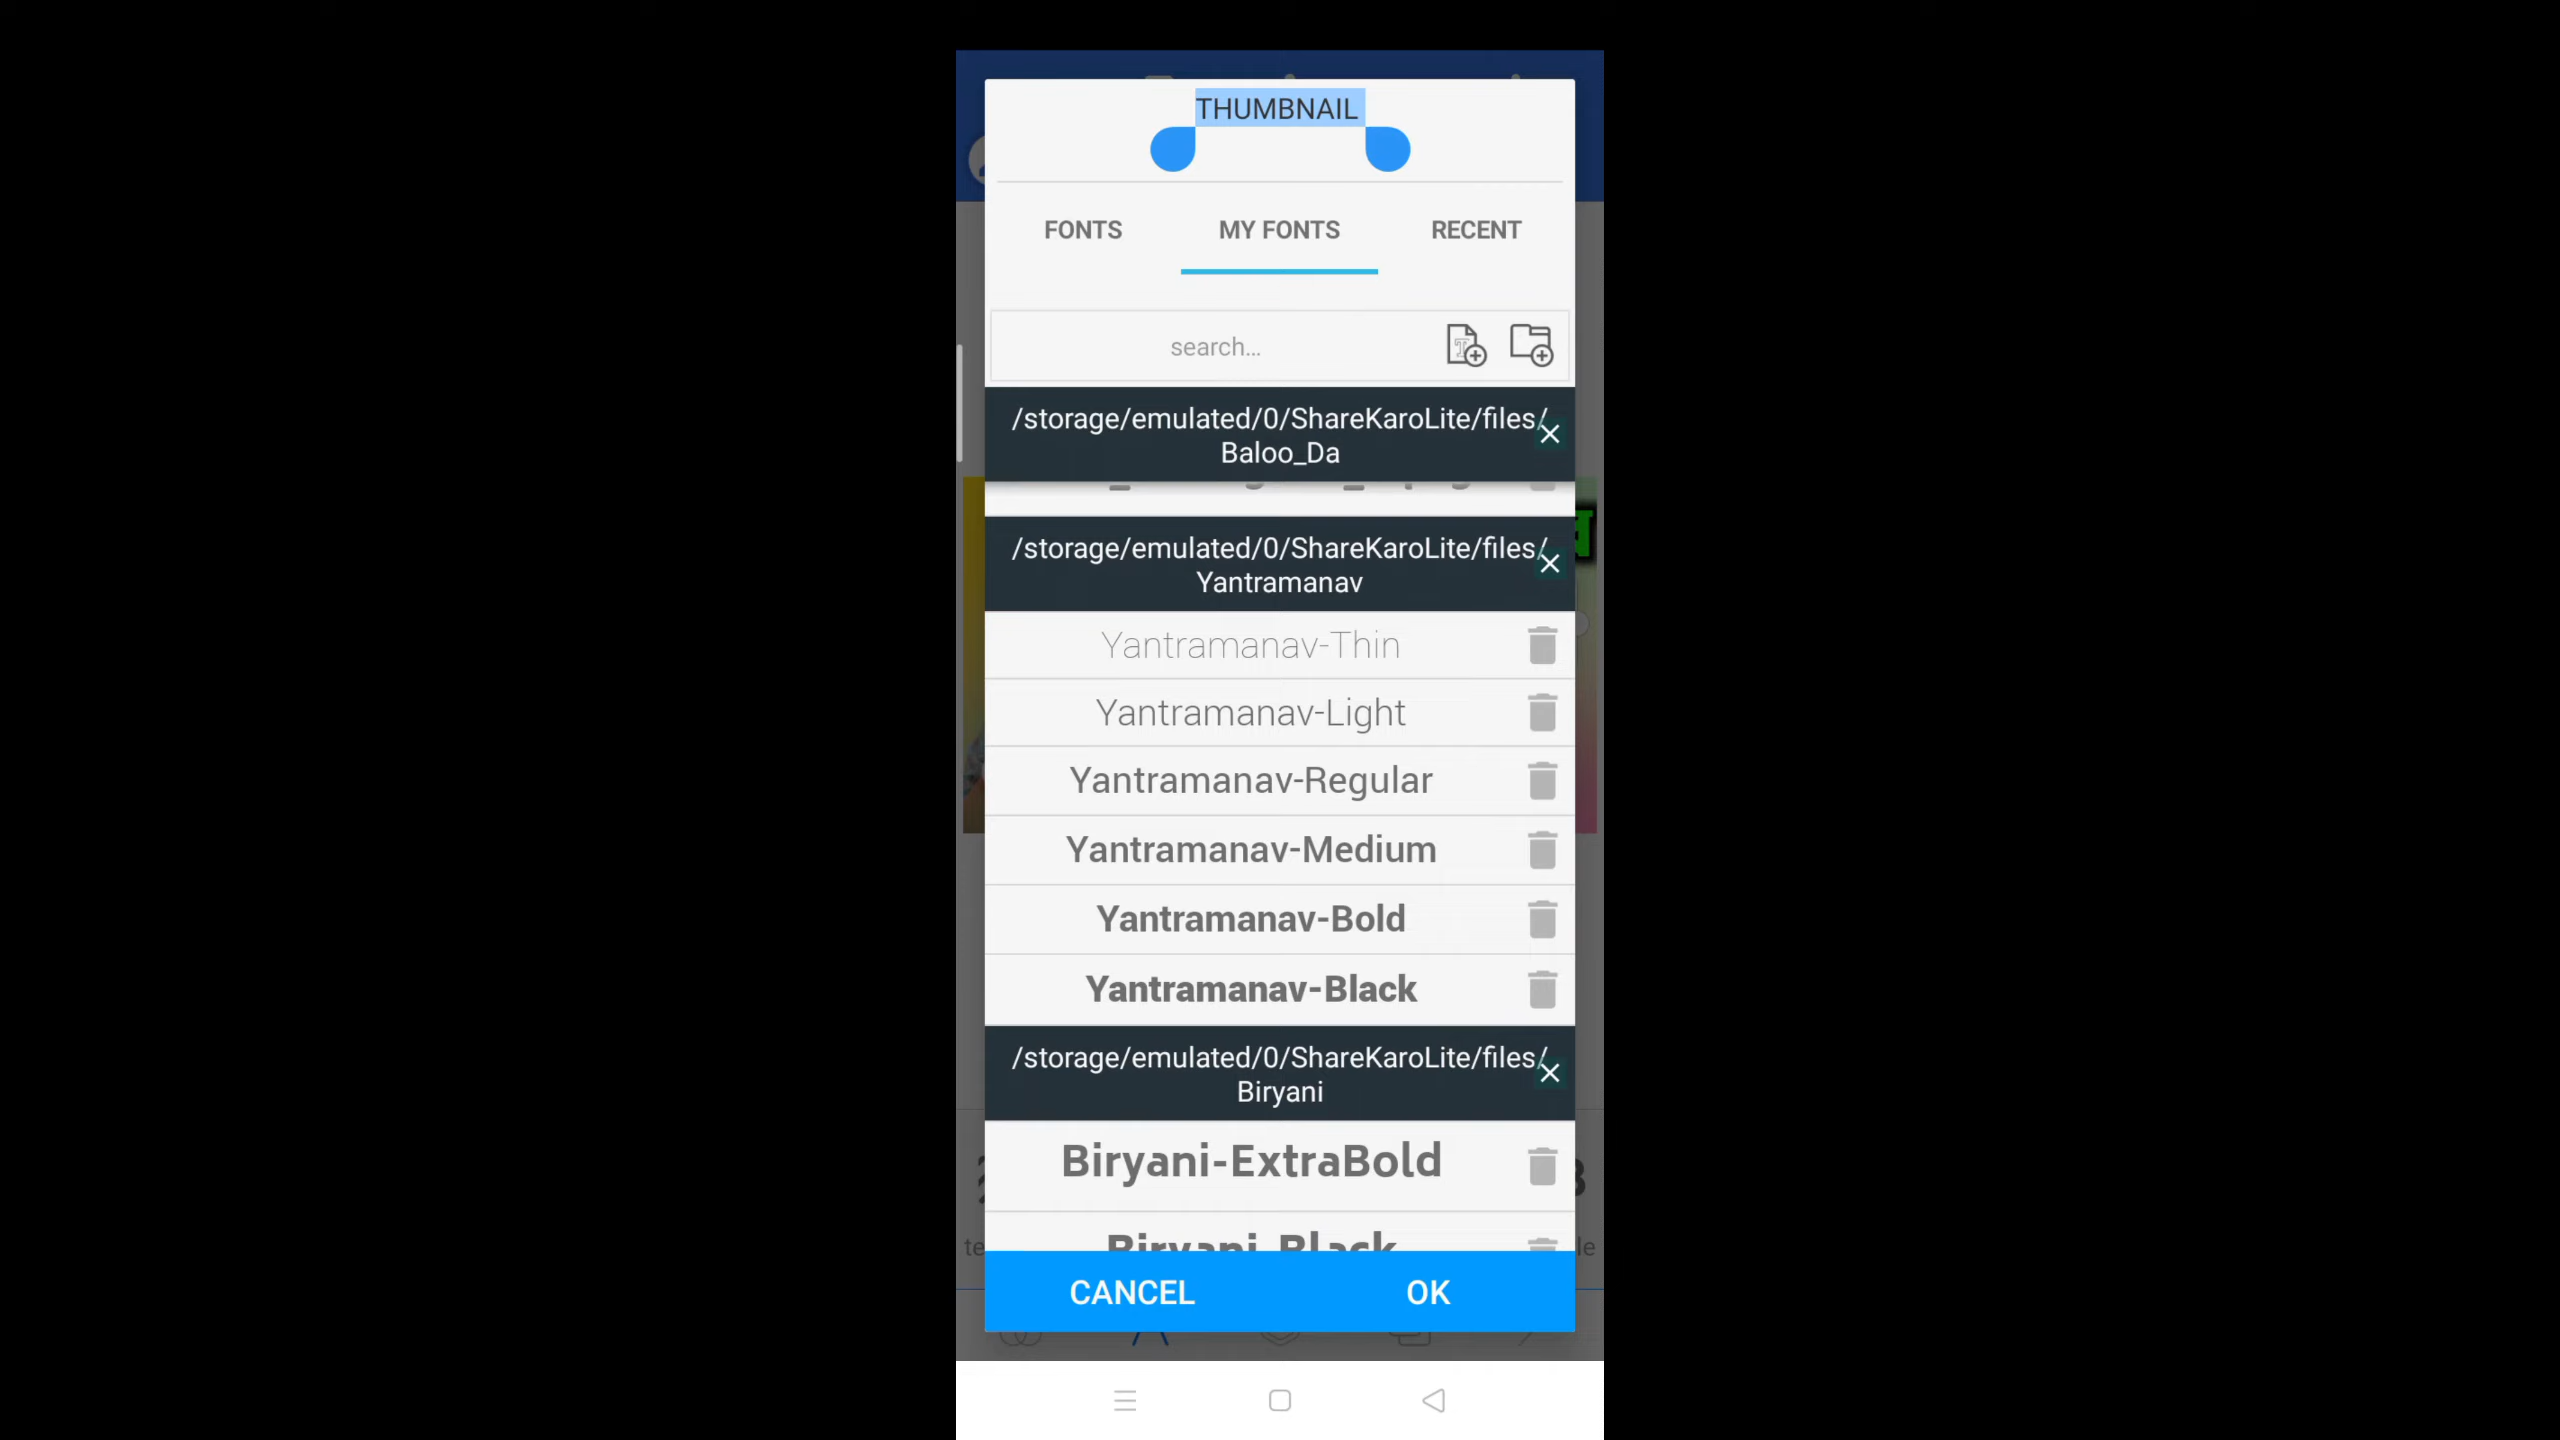 THUMBNAIL
FONTS MY FONTS RECENT
search...
/storage/emulated/0/ShareKaroLite/files/
Baloo_Da
/storage/emulated/0/ShareKaroLite/files/
Yantramanav
Yantramanav-Thin
Yantramanav-Light
Yantramanav-Regular
Yantramanav-Medium
Yantramanav-Bold
Yantramanav-Black
/storage/emulated/0/ShareKaroLite/files/
Biryani
Biryani-ExtraBold
Biryani-Black
CANCEL OK